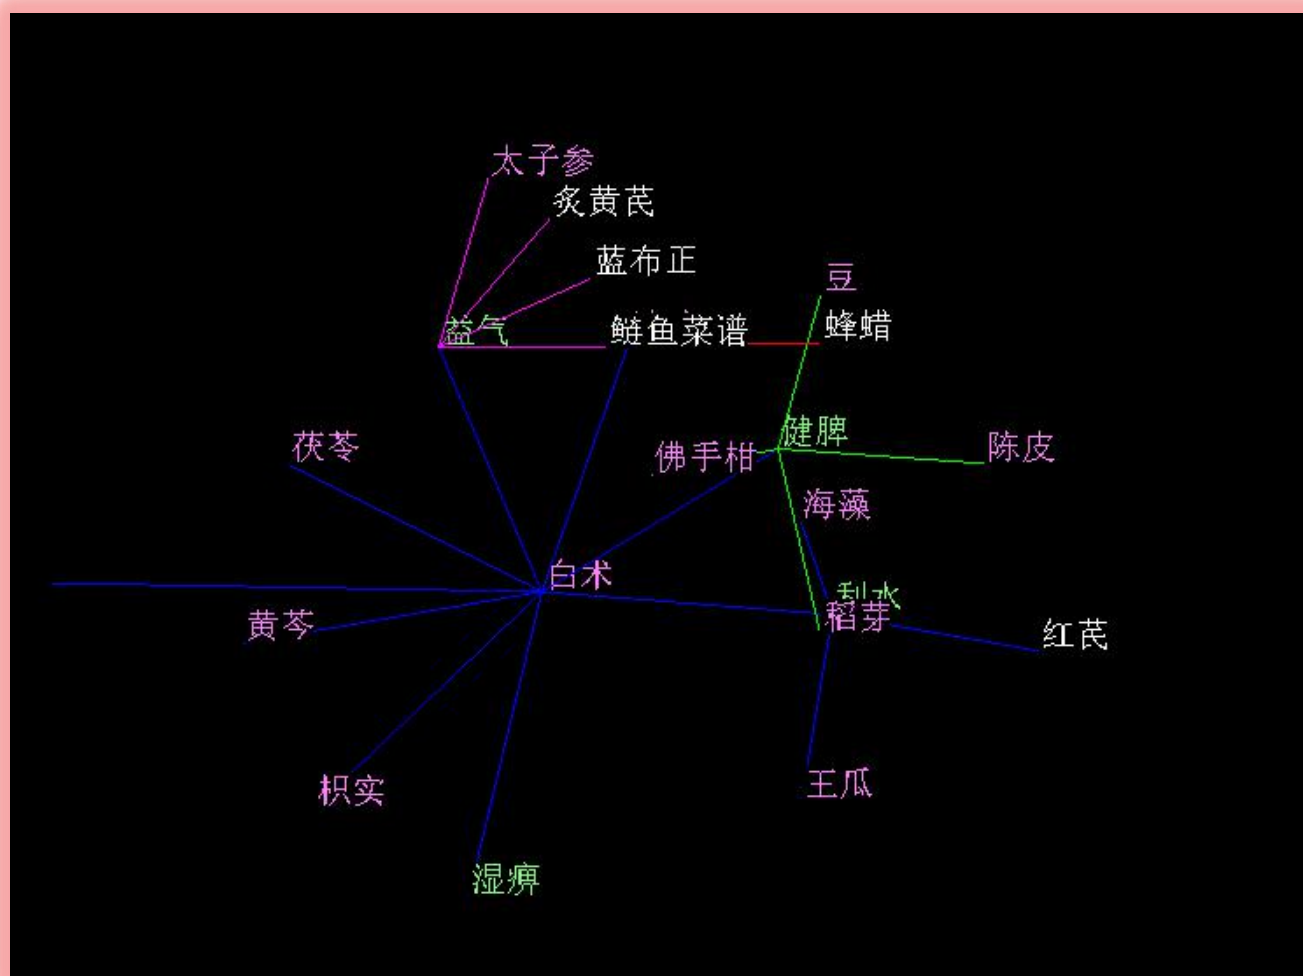 太子参
炙黄芪
蓝布正
豆
益气
鲢鱼菜谱
蜂蜡
健脾
茯苓
佛手柑
陈皮
海藻
白术
利水
稻芽
黄芩
红芪
枳实
王瓜
湿痹